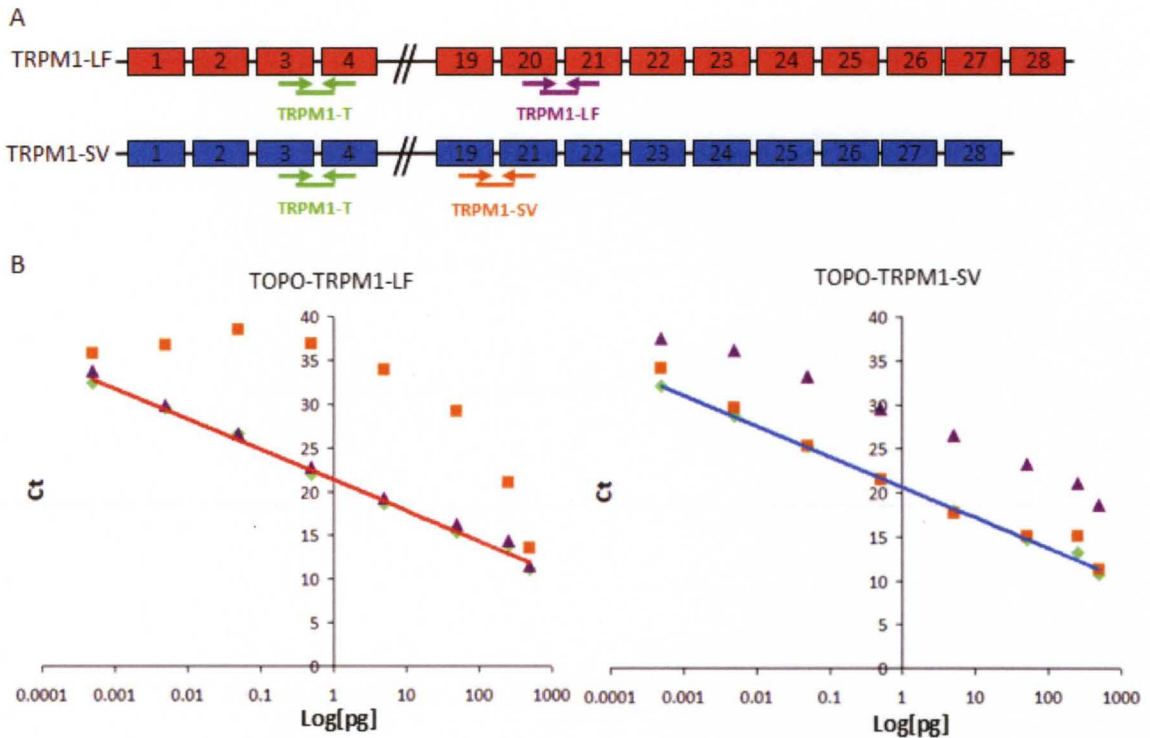 A
TRPM1-LF 1 2 3 4 19 20 21 22 23 24 25 26 27 28
TRPM1-T TRPM1-LF
TRPM1-SV 1 2 3 4 19 21 22 23 24 25 26 27 28
TRPM1-T TRPM1-SV
B
TOPO-TRPM1-LF
40
35
30
25
20
15
10
5
0
Ct
0.0001 0.001 0.01 0.1 1 10 100 1000
Log[pg]
TOPO-TRPM1-SV
40
35
30
25
20
15
10
5
0
Ct
0.0001 0.001 0.01 0.1 1 10 100 1000
Log[pg]